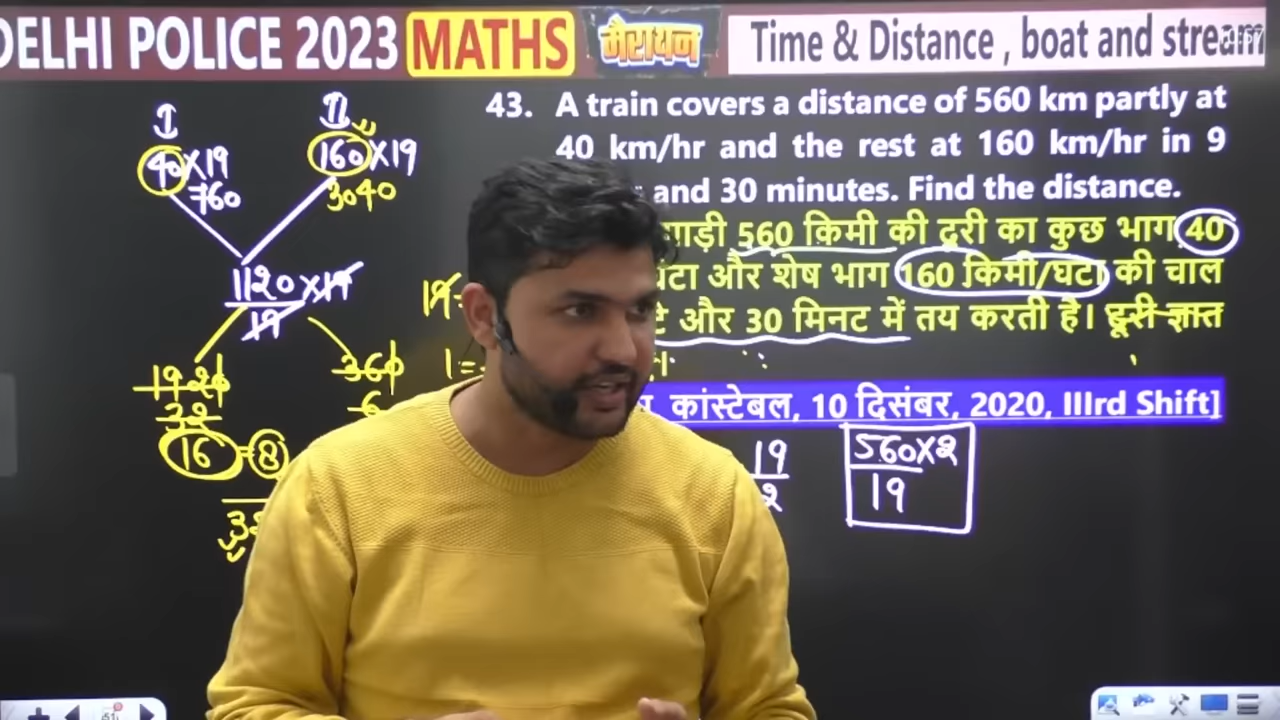 DELHI POLICE 2023 MATHS मैराथन Time & Distance , boat and stream
43. A train covers a distance of 560 km partly at
40 km/hr and the rest at 160 km/hr in 9
and 30 minutes. Find the distance.
560 किमी की दूरी का कुछ भाग 40
और शेष भाग 160 किमी/घंटा की चाल
और 30 मिनट में तय करती है। दूरी ज्ञात
कांस्टेबल, 10 दिसंबर, 2020, IIIrd Shift]
I II
40×19 160×19
760 3040
1120×19
19
16 = 8
19
2
560×2
19